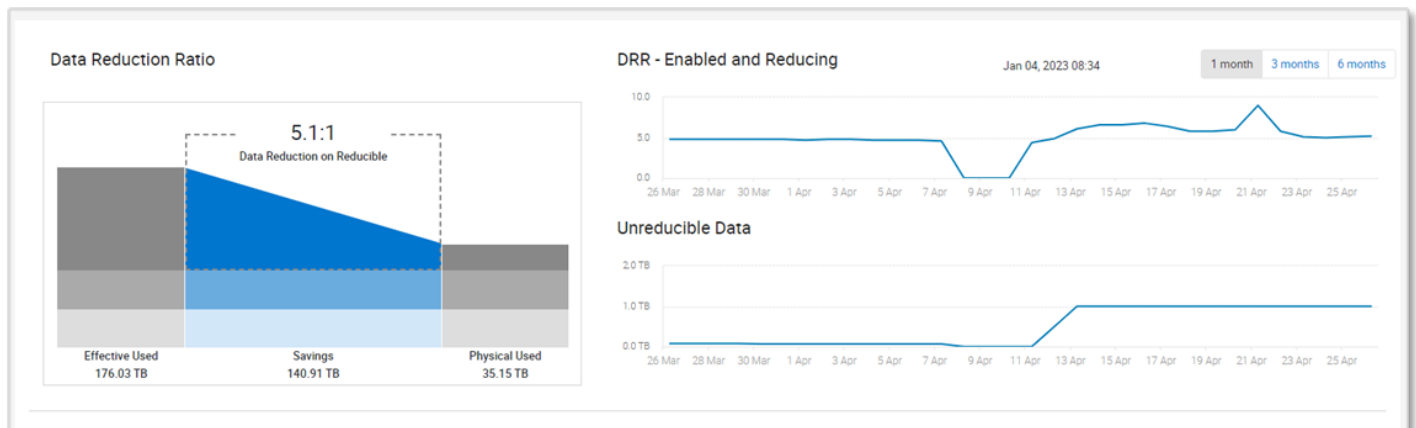 Data Reduction Ratio
5.1:1
Data Reduction on Reducible
Effective Used
176.03 TB
Savings
140.91 TB
Physical Used
35.15 TB
DRR - Enabled and Reducing
Jan 04, 2023 08:34
1 month 3 months 6 months
10.0
5.0
0.0
26 Mar 28 Mar 30 Mar 1 Apr 3 Apr 5 Apr 7 Apr 9 Apr 11 Apr 13 Apr 15 Apr 17 Apr 19 Apr 21 Apr 23 Apr 25 Apr
Unreducible Data
2.0 TB
1.0 TB
0.0 TB
26 Mar 28 Mar 30 Mar 1 Apr 3 Apr 5 Apr 7 Apr 9 Apr 11 Apr 13 Apr 15 Apr 17 Apr 19 Apr 21 Apr 23 Apr 25 Apr